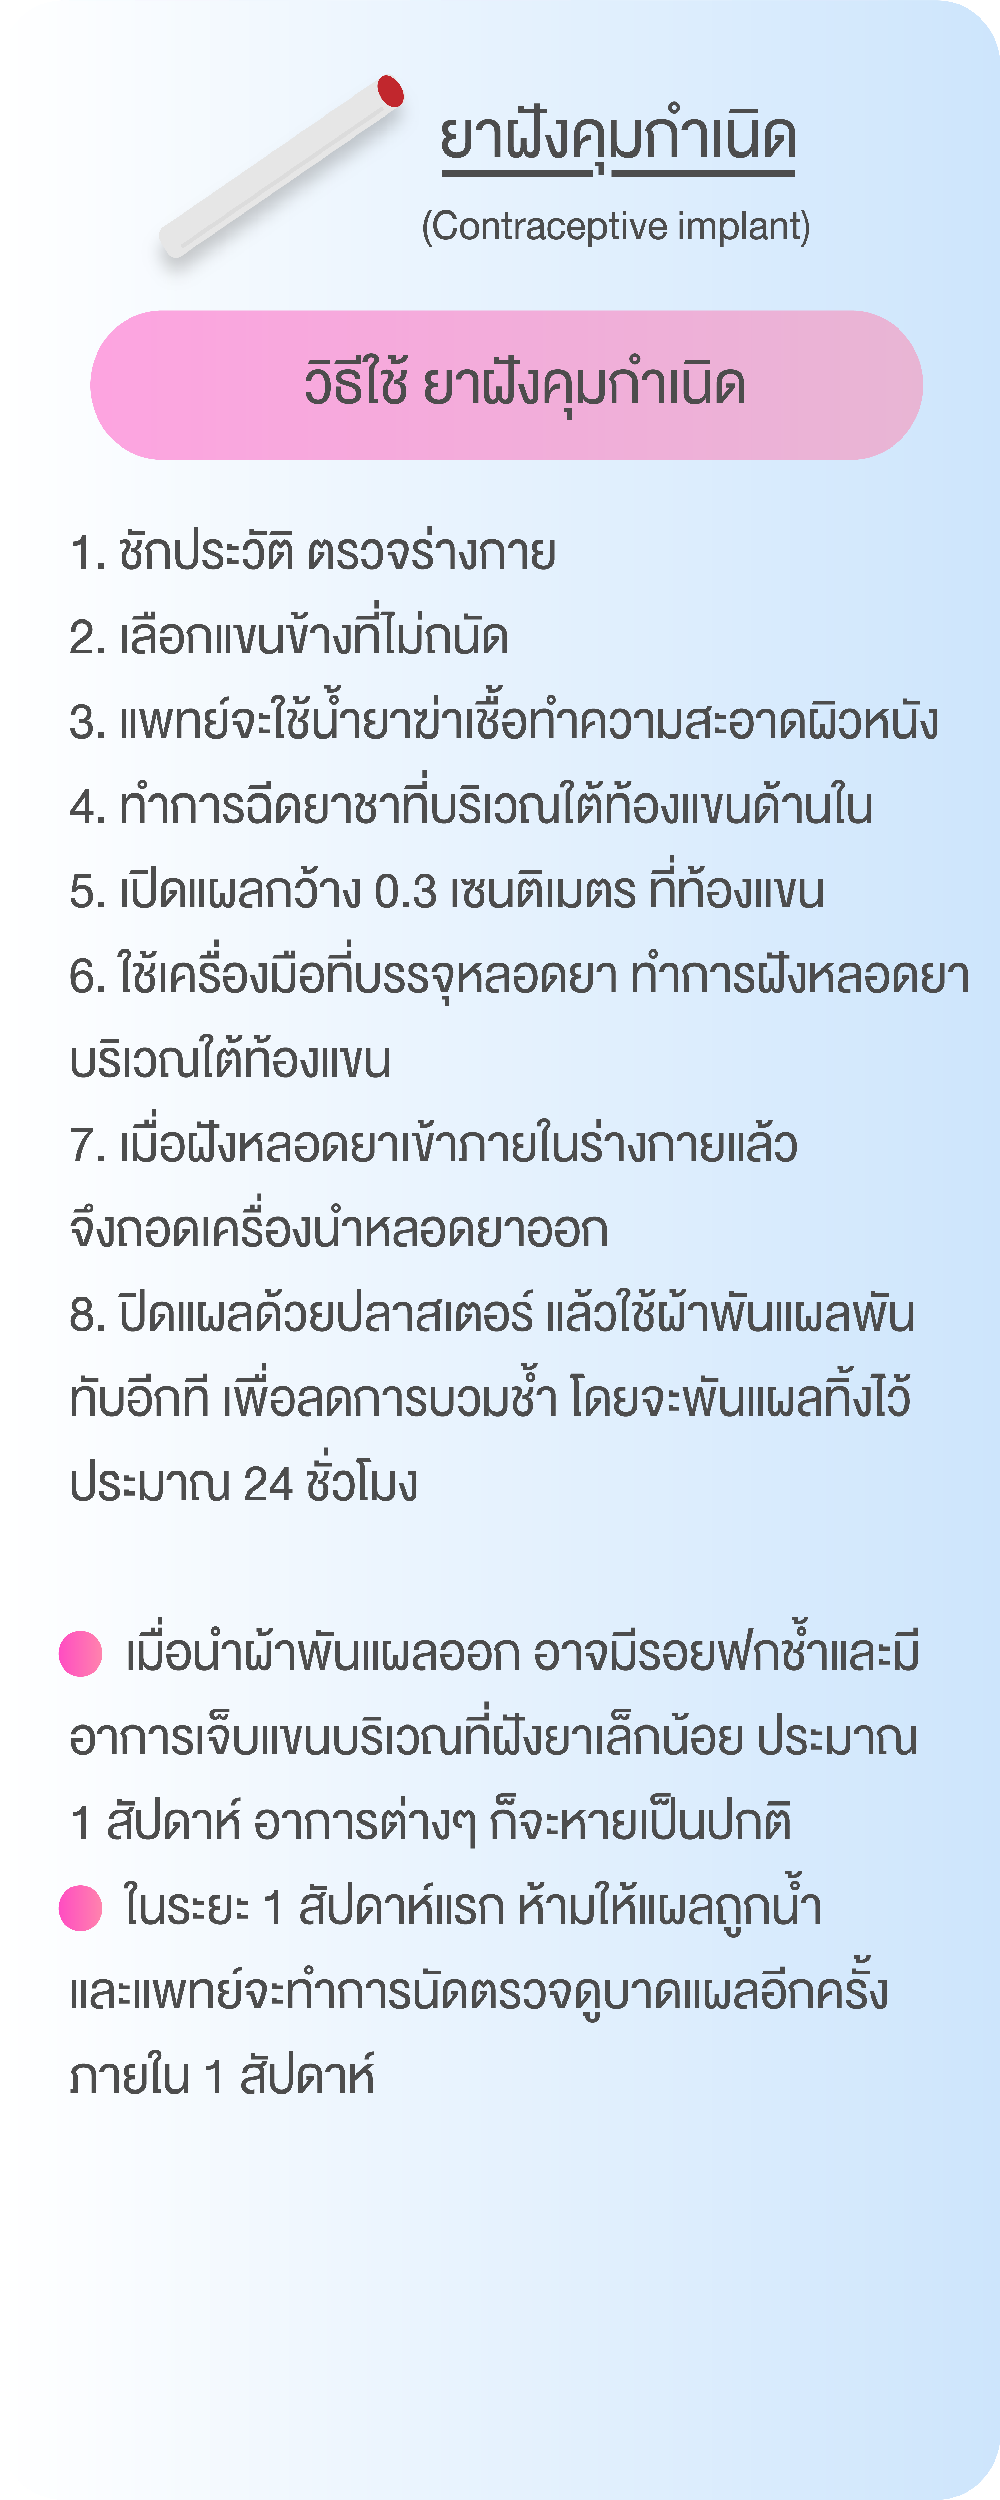 ยาฝังคุมกำเนิด
(Contraceptive implant)
วิธีใช้ ยาฝังคุมกำเนิด
1. ซักประวัติ ตรวจร่างกาย
2. เลือกแขนข้างที่ไม่ถนัด
3. แพทย์จะใช้น้ำยาฆ่าเชื้อทำความสะอาดผิวหนัง
4. ทำการฉีดยาชาที่บริเวณใต้ท้องแขนด้านใน
5. เปิดแผลกว้าง 0.3 เซนติเมตร ที่ท้องแขน
6. ใช้เครื่องมือที่บรรจุหลอดยา ทำการฝังหลอดยา
บริเวณใต้ท้องแขน
7. เมื่อฝังหลอดยาเข้าภายในร่างกายแล้ว
จึงถอดเครื่องนำหลอดยาออก
8. ปิดแผลด้วยปลาสเตอร์ แล้วใช้ผ้าพันแผลพัน
ทับอีกที เพื่อลดการบวมช้ำ โดยจะพันแผลทิ้งไว้
ประมาณ 24 ชั่วโมง
เมื่อนำผ้าพันแผลออก อาจมีรอยฟกช้ำและมี
อาการเจ็บแขนบริเวณที่ฝังยาเล็กน้อย ประมาณ
1 สัปดาห์ อาการต่างๆ ก็จะหายเป็นปกติ
ในระยะ 1 สัปดาห์แรก ห้ามให้แผลถูกน้ำ
และแพทย์จะทำการนัดตรวจดูบาดแผลอีกครั้ง
ภายใน 1 สัปดาห์